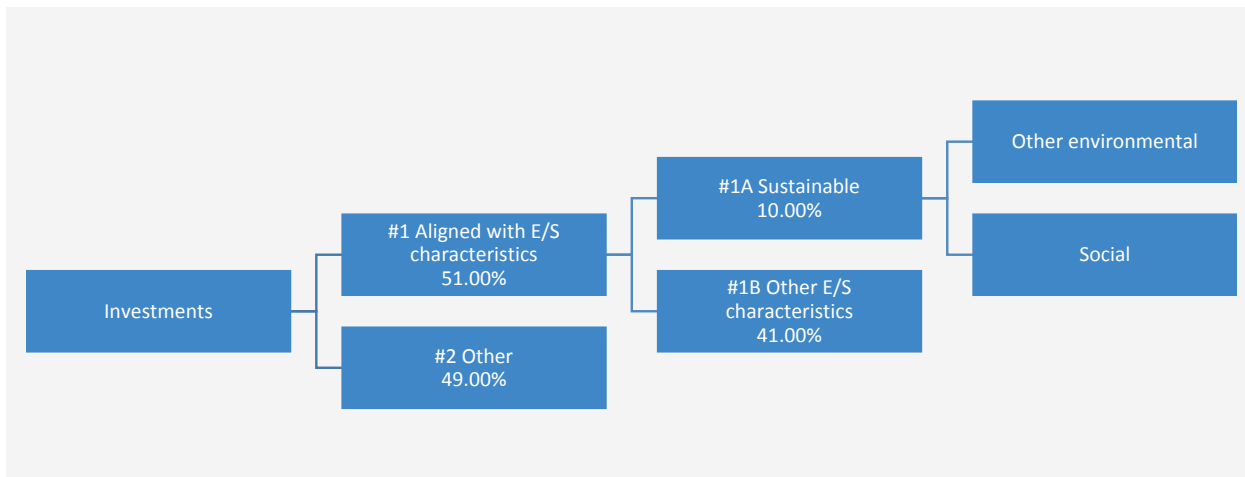 Investments
#1 Aligned with E/S
characteristics
51.00%
#2 Other
49.00%
#1A Sustainable
10.00%
#1B Other E/S
characteristics
41.00%
Other environmental
Social